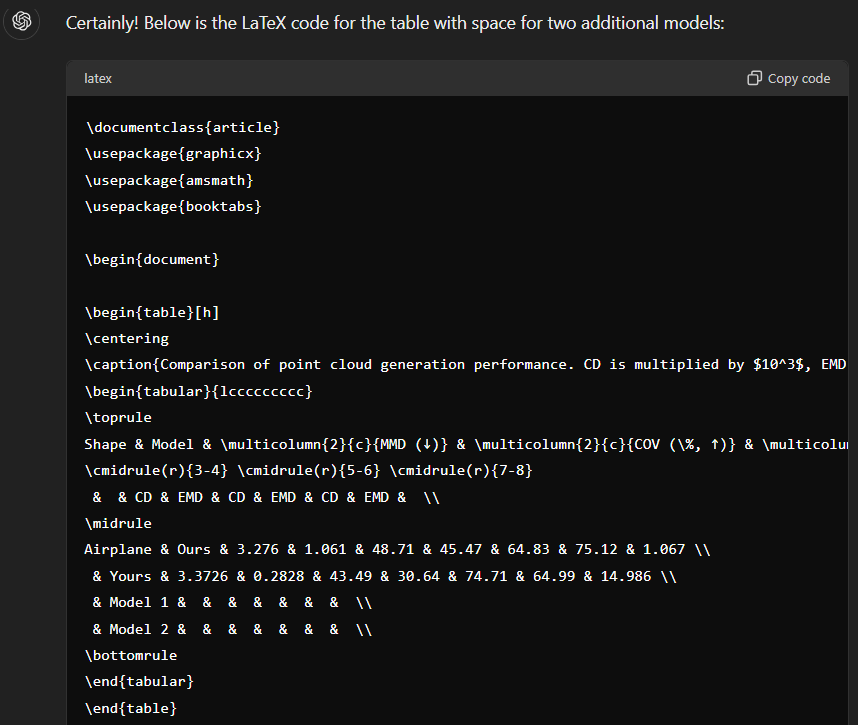 Certainly! Below is the LaTeX code for the table with space for two additional models:
latex
Copy code
\documentclass{article}
\usepackage{graphicx}
\usepackage{amsmath}
\usepackage{booktabs}
\begin{document}
\begin{table}[h]
\centering
\caption{Comparison of point cloud generation performance. CD is multiplied by $10^3$, EMD
\begin{tabular}{lccccccccc}
\toprule
Shape & Model & \multicolumn{2}{c}{MMD (↓)} & \multicolumn{2}{c}{COV (\%, ↑)} & \multicolu
\cmidrule(r){3-4} \cmidrule(r){5-6} \cmidrule(r){7-8}
 &  & CD & EMD & CD & EMD & CD & EMD &  \\
\midrule
Airplane & Ours & 3.276 & 1.061 & 48.71 & 45.47 & 64.83 & 75.12 & 1.067 \\
 & Yours & 3.3726 & 0.2828 & 43.49 & 30.64 & 74.71 & 64.99 & 14.986 \\
 & Model 1 &  &  &  &  &  &  &  \\
 & Model 2 &  &  &  &  &  &  &  \\
\bottomrule
\end{tabular}
\end{table}